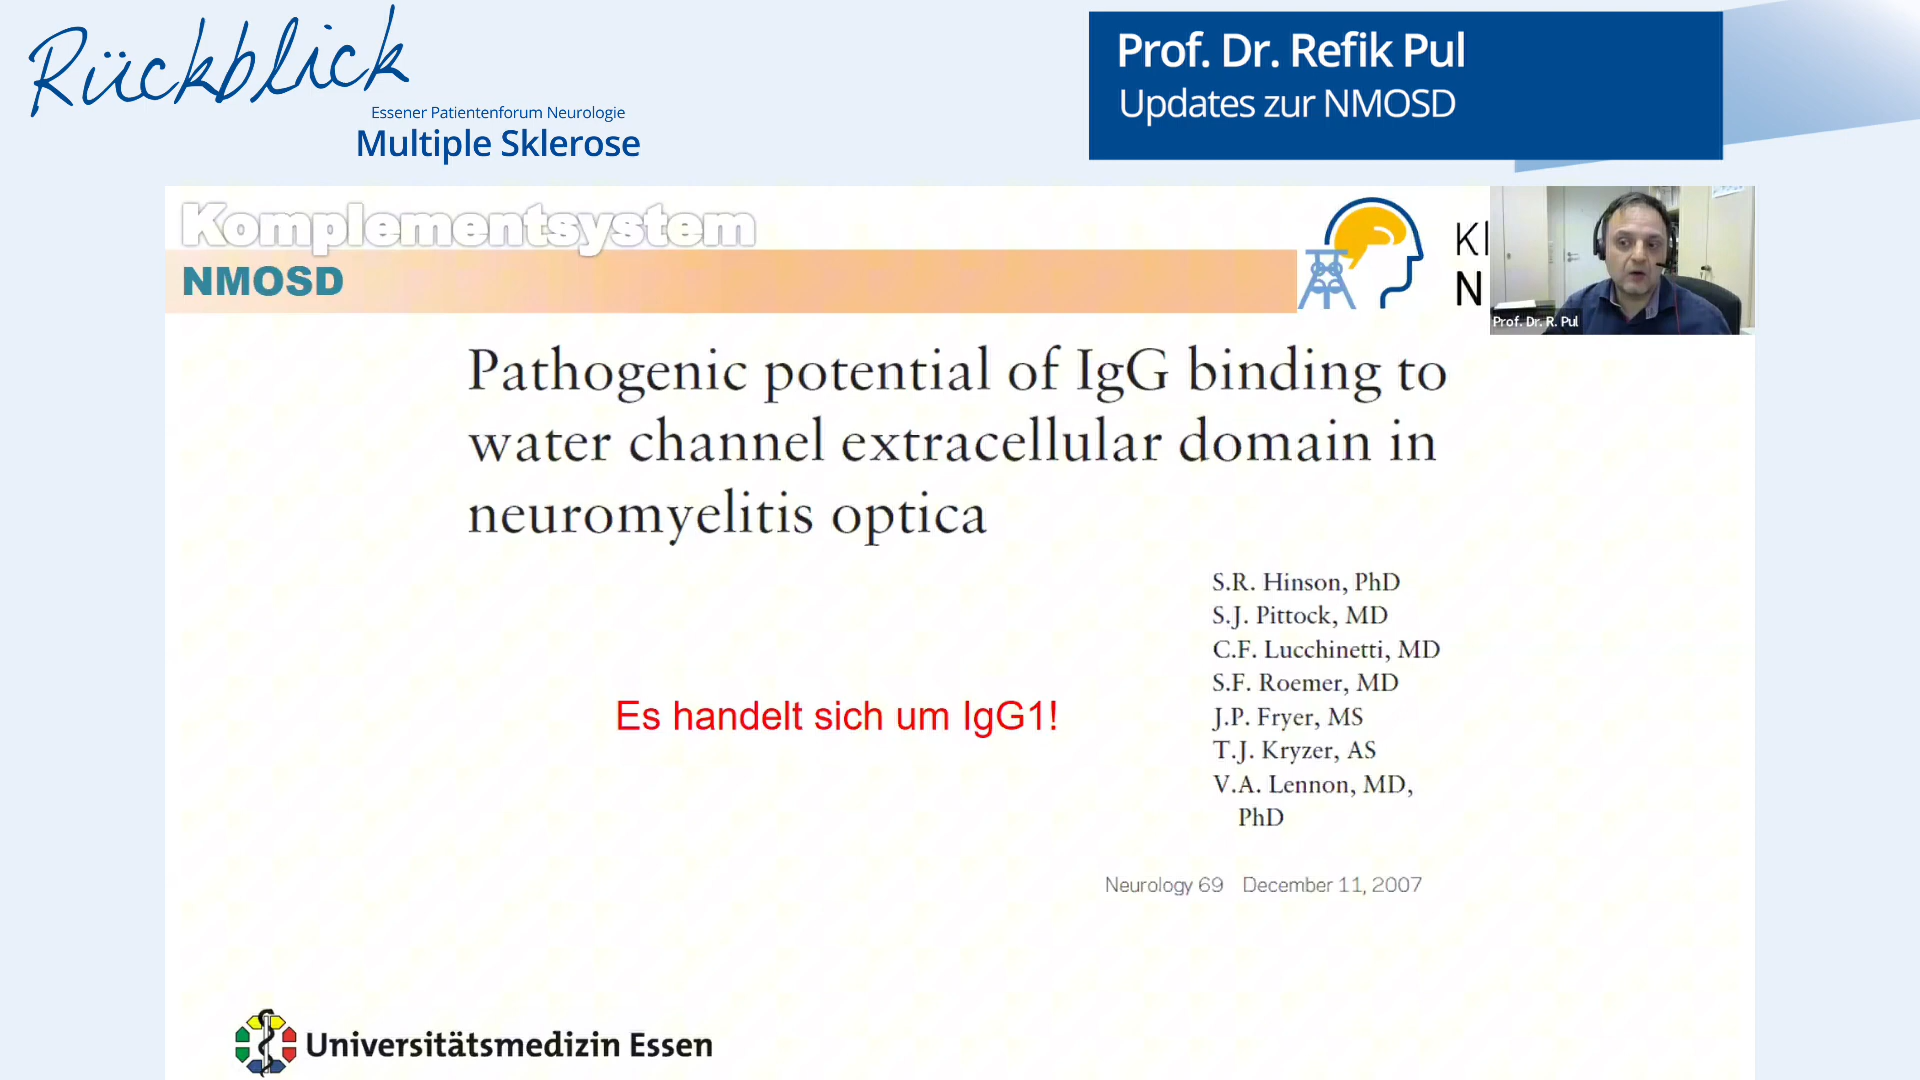 Rückblick
Essener Patientenforum Neurologie
Multiple Sklerose
Prof. Dr. Refik Pul
Updates zur NMOSD
Komplementsystem
NMOSD
Kl
N
Prof. Dr. R. Pul
Pathogenic potential of IgG binding to
water channel extracellular domain in
neuromyelitis optica
S.R. Hinson, PhD
S.J. Pittock, MD
C.F. Lucchinetti, MD
S.F. Roemer, MD
J.P. Fryer, MS
T.J. Kryzer, AS
V.A. Lennon, MD,
PhD
Es handelt sich um IgG1!
Neurology 69 December 11, 2007
Universitätsmedizin Essen